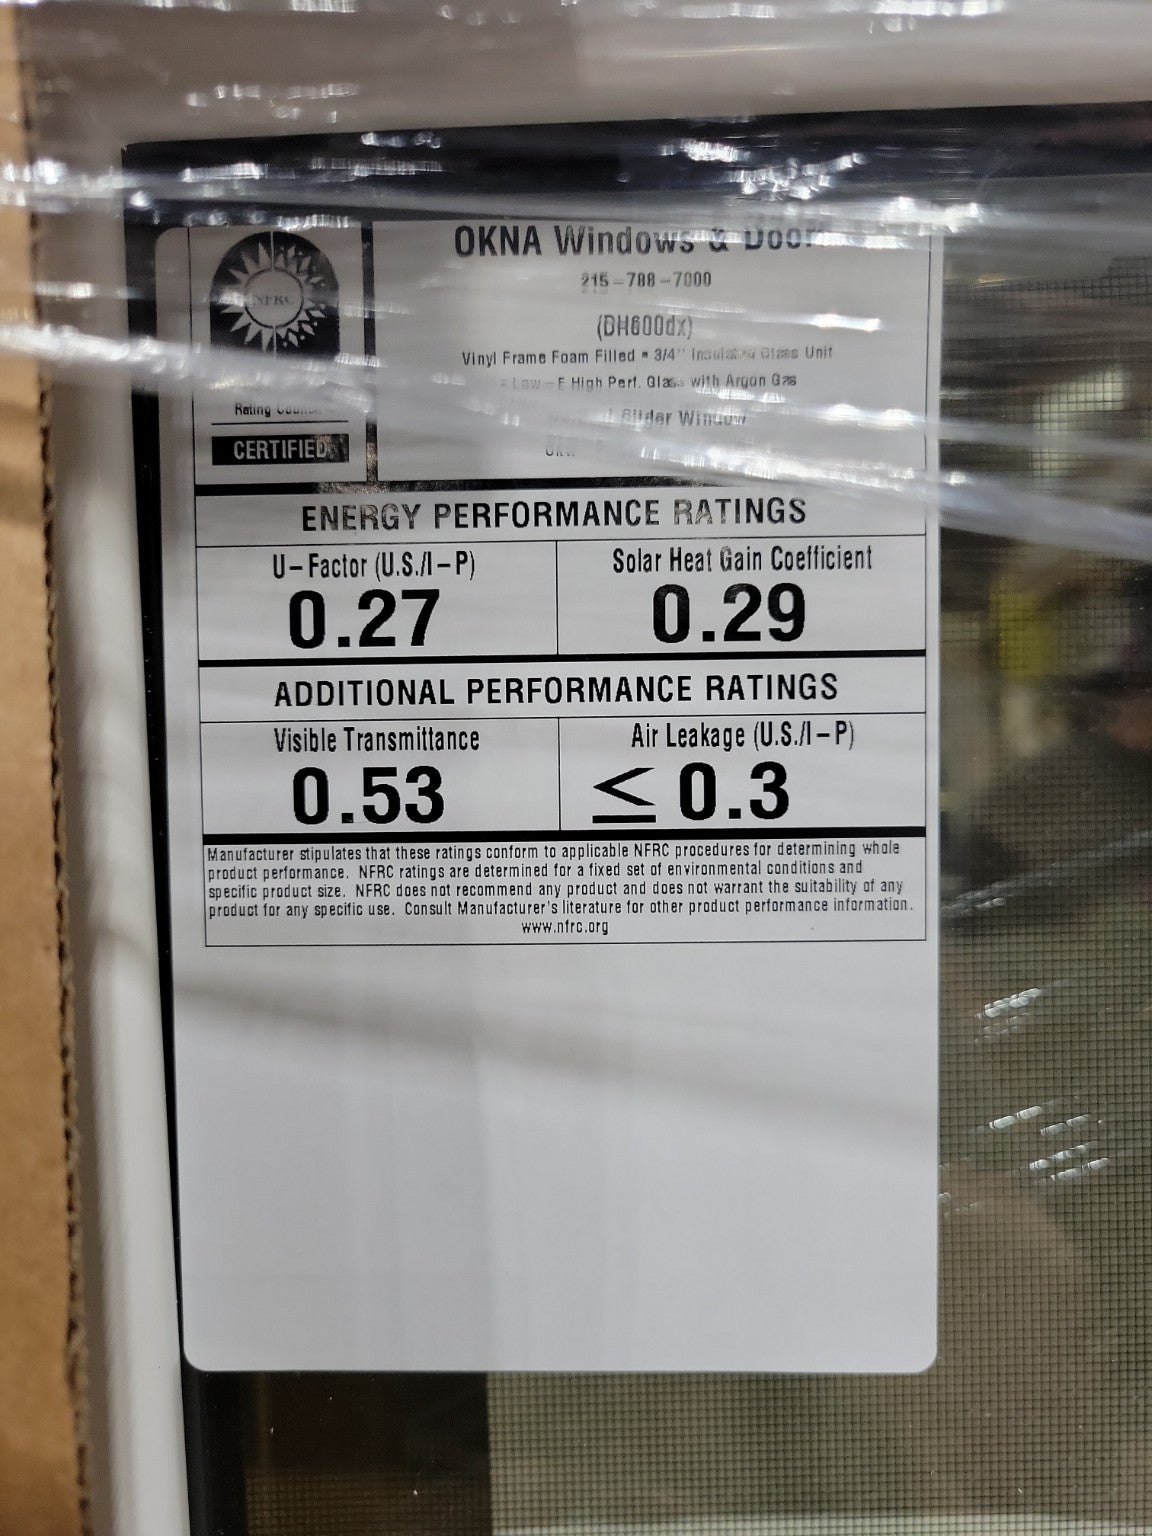 NFRC
Rating
CERTIFIED
OKNA Windows & Door
215-788-7000
(DH600dx)
Vinyl Frame Foam Filled • 3/4" Insulated Glass Unit
Low-E High Perf. Glass with Argon Gas
Slider Window
ENERGY PERFORMANCE RATINGS
U-Factor (U.S./I-P)
0.27
Solar Heat Gain Coefficient
0.29
ADDITIONAL PERFORMANCE RATINGS
Visible Transmittance
0.53
Air Leakage (U.S./I-P)
≤ 0.3
Manufacturer stipulates that these ratings conform to applicable NFRC procedures for determining whole
product performance. NFRC ratings are determined for a fixed set of environmental conditions and
specific product size. NFRC does not recommend any product and does not warrant the suitability of any
product for any specific use. Consult Manufacturer's literature for other product performance information.
www.nfrc.org